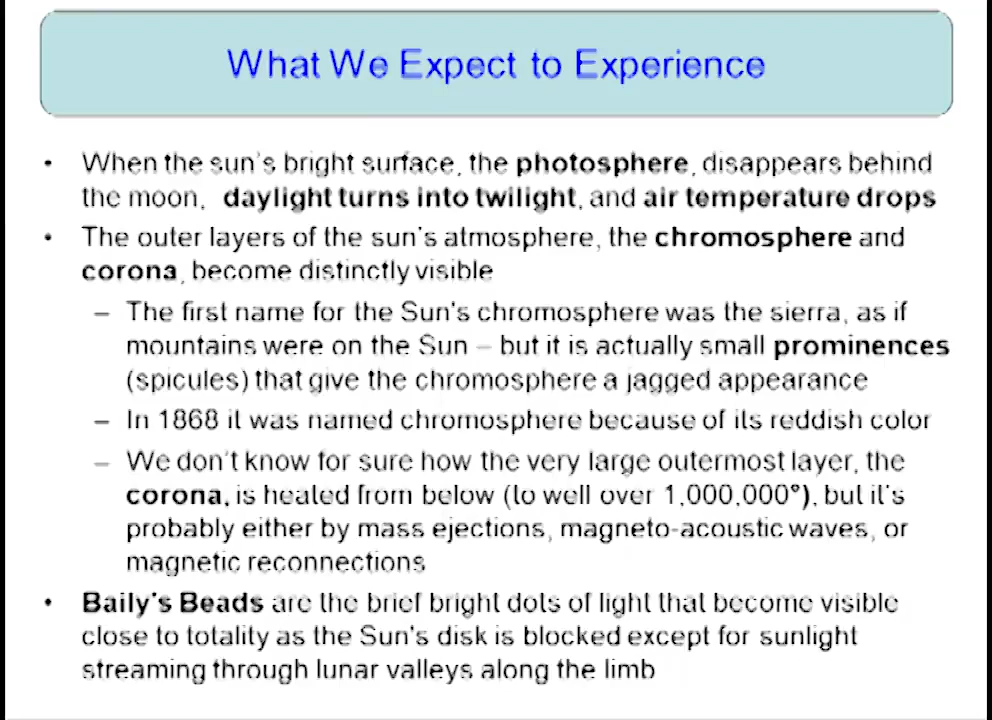 What We Expect to Experience
• When the sun's bright surface, the photosphere, disappears behind
the moon, daylight turns into twilight, and air temperature drops
• The outer layers of the sun's atmosphere, the chromosphere and
corona, become distinctly visible
– The first name for the Sun's chromosphere was the sierra, as if
mountains were on the Sun – but it is actually small prominences
(spicules) that give the chromosphere a jagged appearance
– In 1868 it was named chromosphere because of its reddish color
– We don't know for sure how the very large outermost layer, the
corona, is heated from below (to well over 1,000,000°), but it's
probably either by mass ejections, magneto-acoustic waves, or
magnetic reconnections
• Baily's Beads are the brief bright dots of light that become visible
close to totality as the Sun's disk is blocked except for sunlight
streaming through lunar valleys along the limb